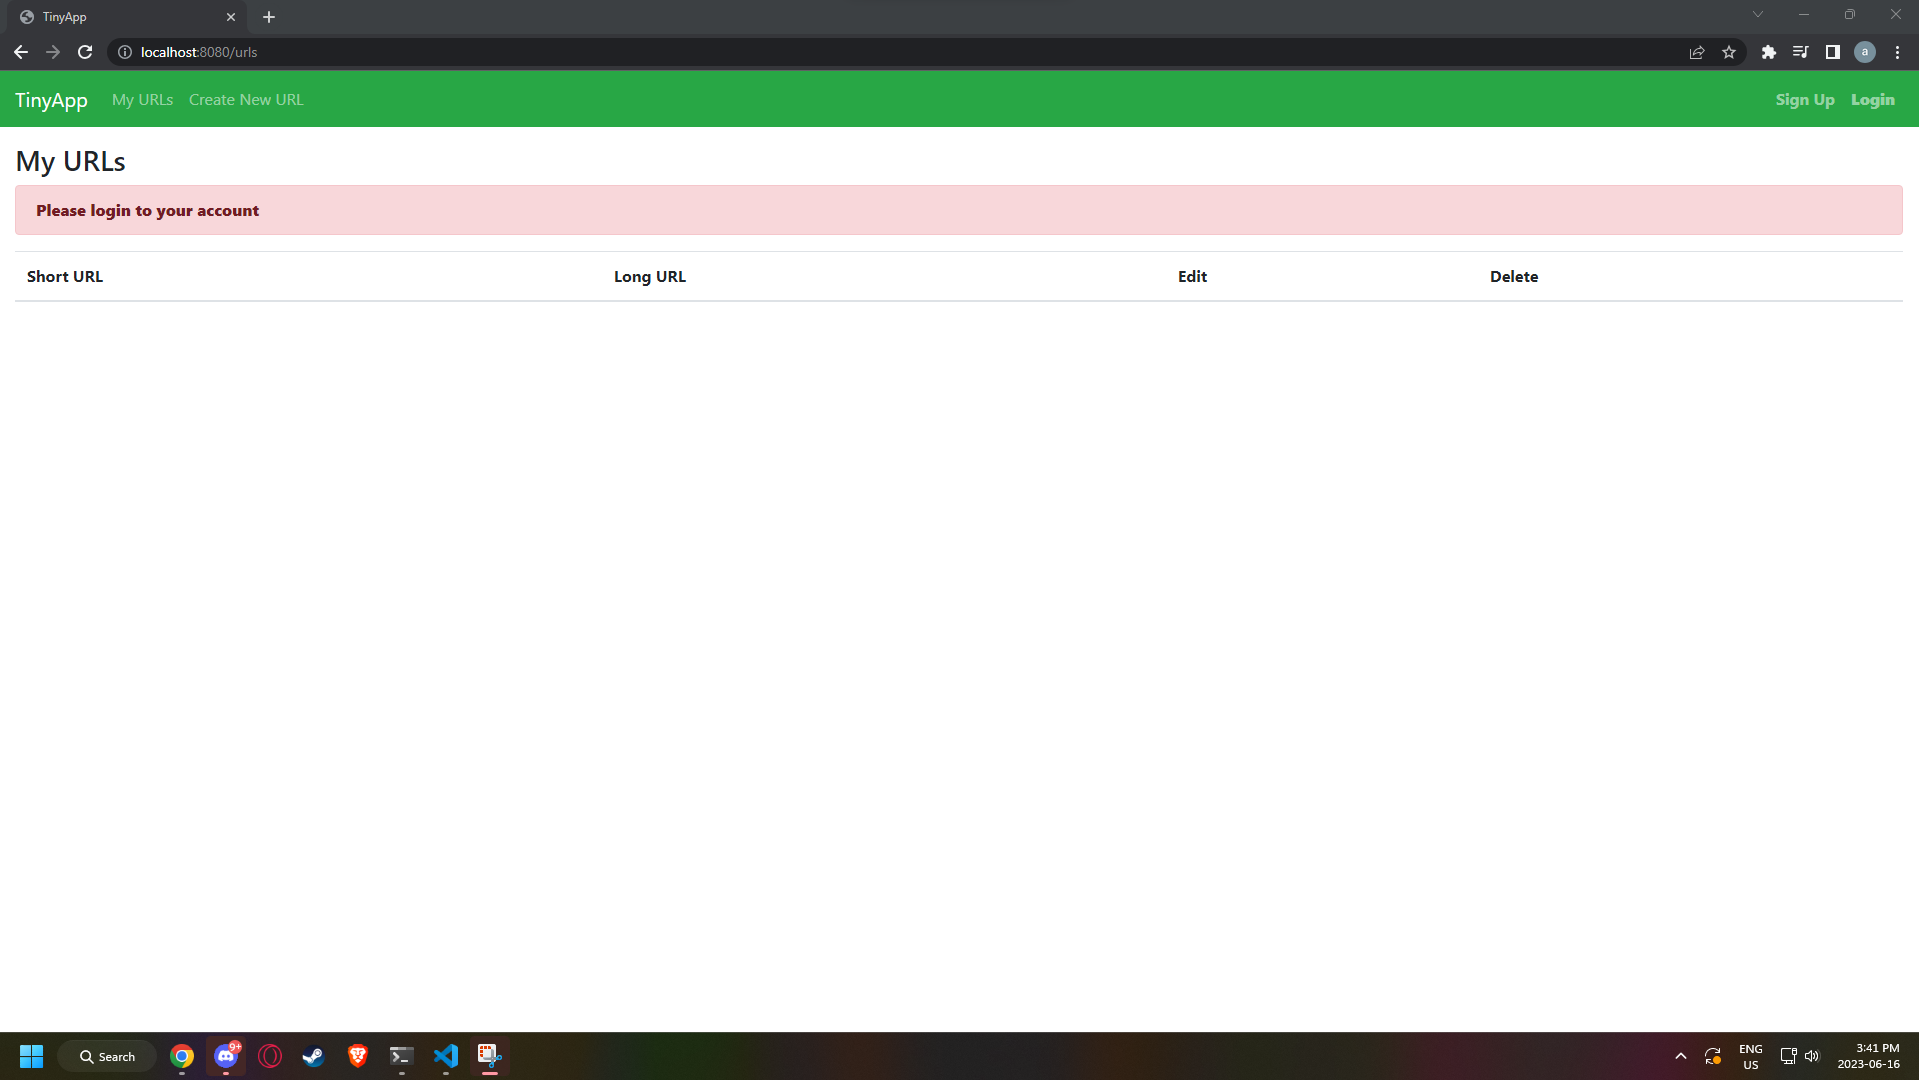 TinyApp
localhost:8080/urls
a
TinyApp My URLs Create New URL Sign Up Login
My URLs
Please login to your account
Short URL Long URL Edit Delete
Search
9+
ENG
US
3:41 PM
2023-06-16